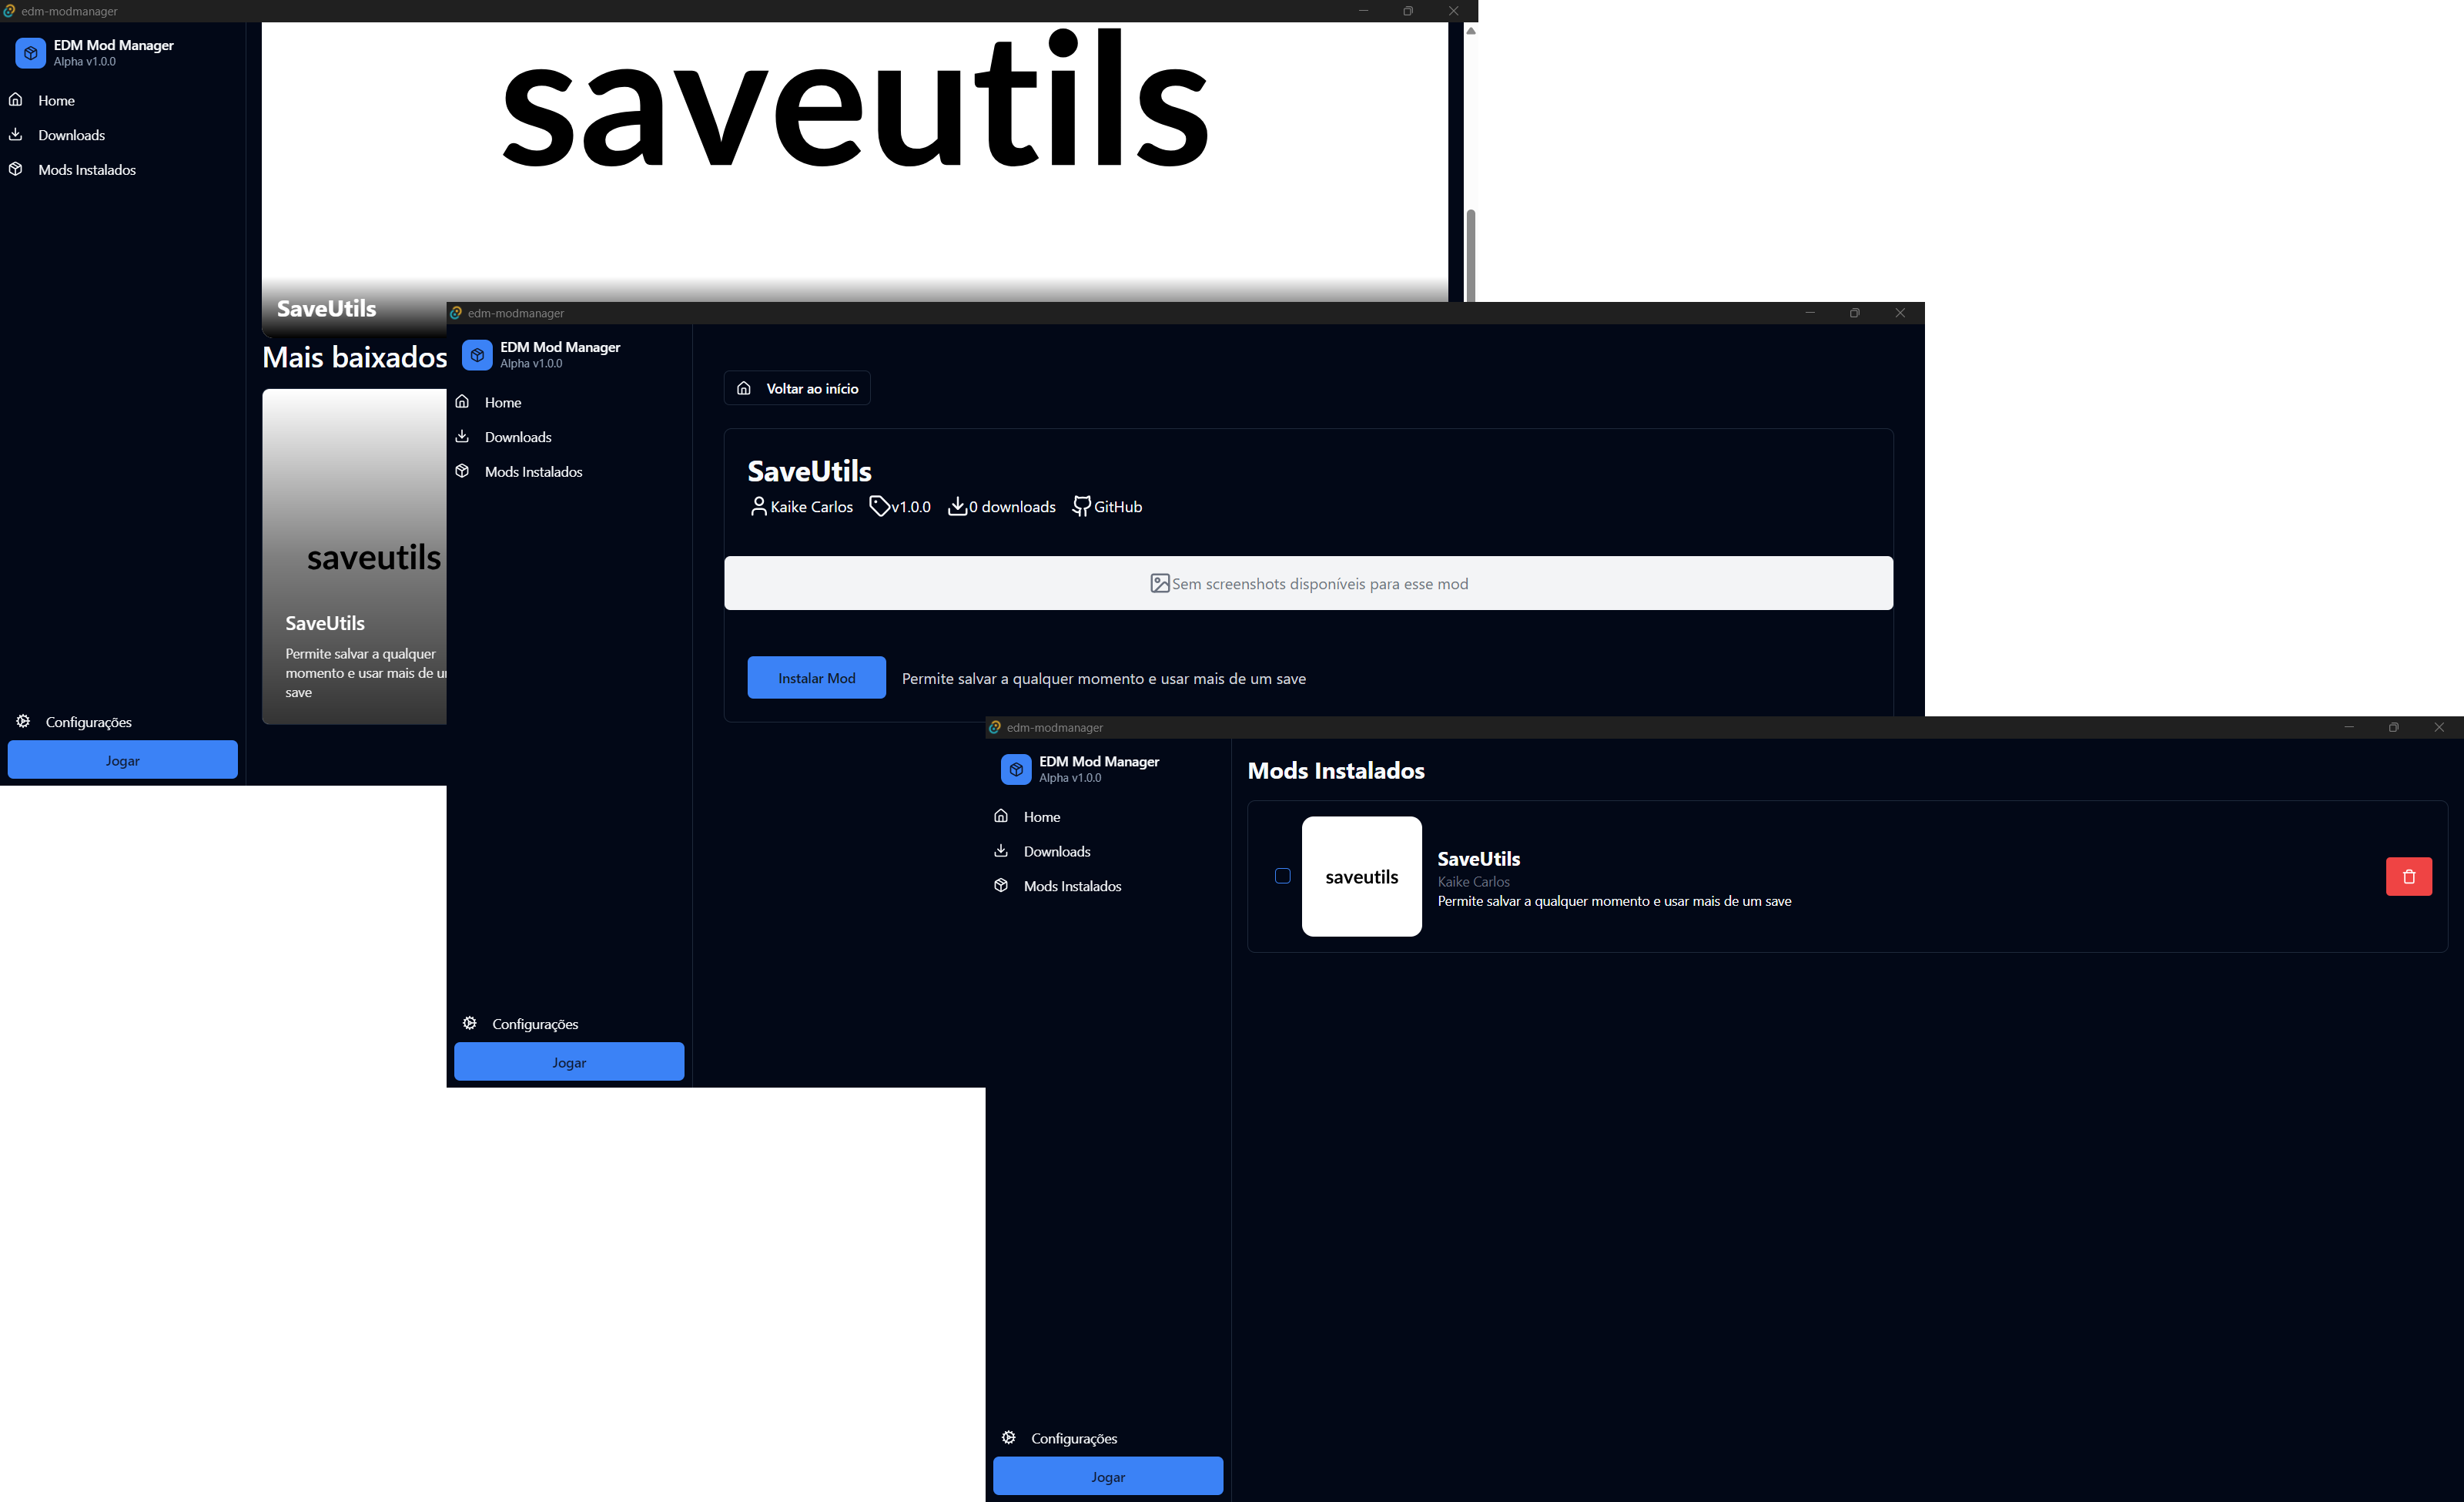 edm-modmanager
EDM Mod Manager
Alpha v1.0.0
Home
Downloads
Mods Instalados
saveutils
SaveUtils
Mais baixados
saveutils
SaveUtils
Permite salvar a qualquer
momento e usar mais de
save
Configurações
Jogar
edm-modmanager
EDM Mod Manager
Alpha v1.0.0
Home
Downloads
Mods Instalados
Voltar ao início
SaveUtils
Kaike Carlos v1.0.0 0 downloads GitHub
Sem screenshots disponíveis para esse mod
Instalar Mod Permite salvar a qualquer momento e usar mais de um save
Configurações
Jogar
edm-modmanager
EDM Mod Manager
Alpha v1.0.0
Home
Downloads
Mods Instalados
Mods Instalados
saveutils
SaveUtils
Kaike Carlos
Permite salvar a qualquer momento e usar mais de um save
Configurações
Jogar